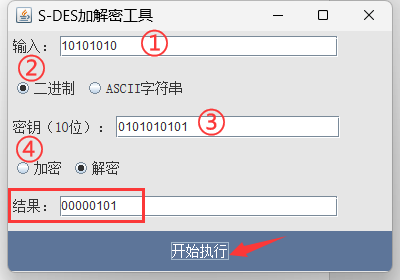 S-DES加解密工具
输入： 10101010 ①
②
二进制 ASCII字符串
密钥（10位）： 0101010101 ③
④
加密 解密
结果： 00000101
开始执行